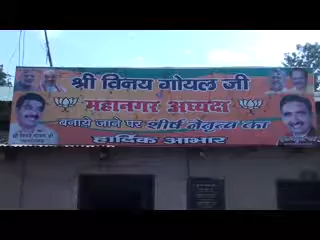 श्री विनय गोयल जी
महानगर अध्यक्ष
बनाये जाने पर शीर्ष नेतृत्व का
हार्दिक आभार